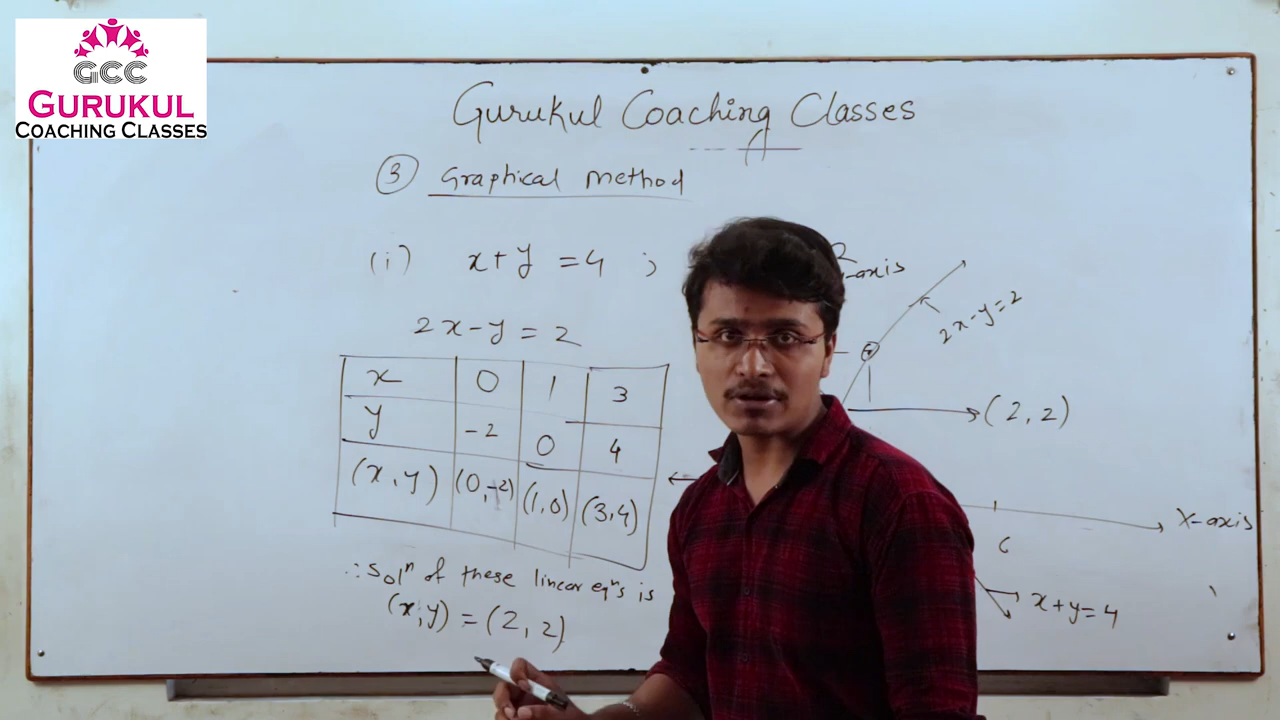 GCC
GURUKUL
COACHING CLASSES
Gurukul Coaching Classes
③ Graphical method
(i) x+y =4 ;
2x-y = 2
x 0 1 3
y -2 0 4
(x,y) (0,-2) (1,0) (3,4)
∴ Solⁿ of these linear eqⁿs is
(x,y) = (2,2)
-axis
2x-y=2
(2,2)
X-axis
6
x+y=4